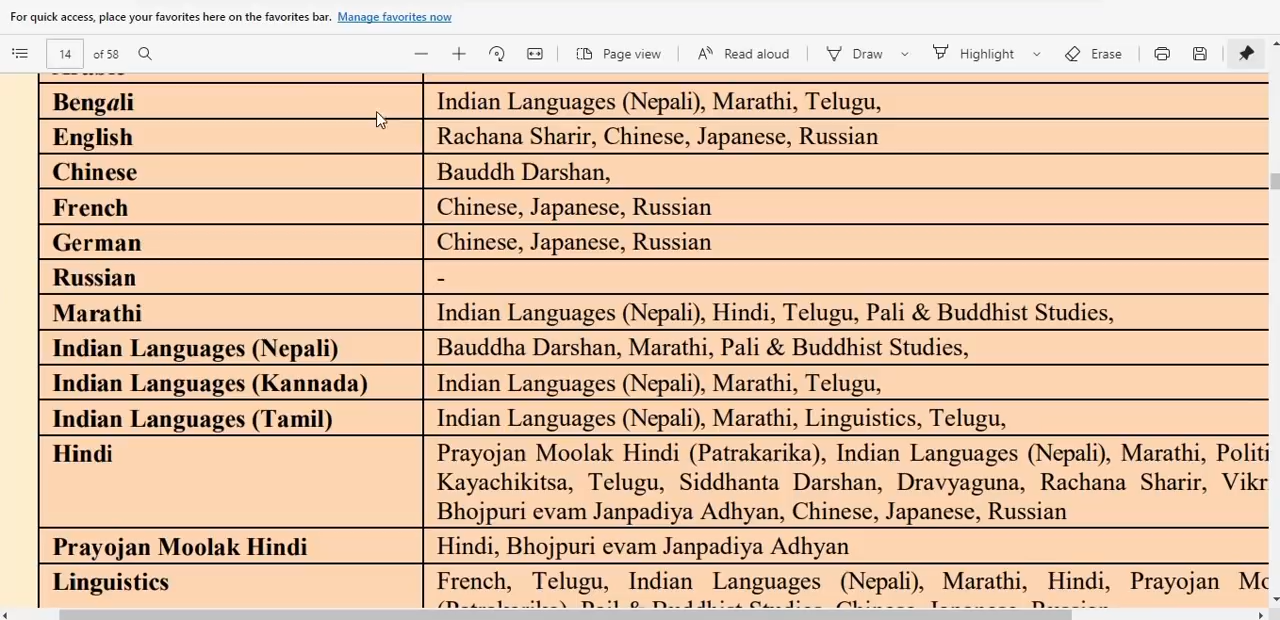 For quick access, place your favorites here on the favorites bar. Manage favorites now
14 of 58 Page view Read aloud Draw Highlight Erase
Bengali Indian Languages (Nepali), Marathi, Telugu,
English Rachana Sharir, Chinese, Japanese, Russian
Chinese Bauddh Darshan,
French Chinese, Japanese, Russian
German Chinese, Japanese, Russian
Russian -
Marathi Indian Languages (Nepali), Hindi, Telugu, Pali & Buddhist Studies,
Indian Languages (Nepali) Bauddha Darshan, Marathi, Pali & Buddhist Studies,
Indian Languages (Kannada) Indian Languages (Nepali), Marathi, Telugu,
Indian Languages (Tamil) Indian Languages (Nepali), Marathi, Linguistics, Telugu,
Hindi Prayojan Moolak Hindi (Patrakarika), Indian Languages (Nepali), Marathi, Politi
Kayachikitsa, Telugu, Siddhanta Darshan, Dravyaguna, Rachana Sharir, Vikr
Bhojpuri evam Janpadiya Adhyan, Chinese, Japanese, Russian
Prayojan Moolak Hindi Hindi, Bhojpuri evam Janpadiya Adhyan
Linguistics French, Telugu, Indian Languages (Nepali), Marathi, Hindi, Prayojan Mo